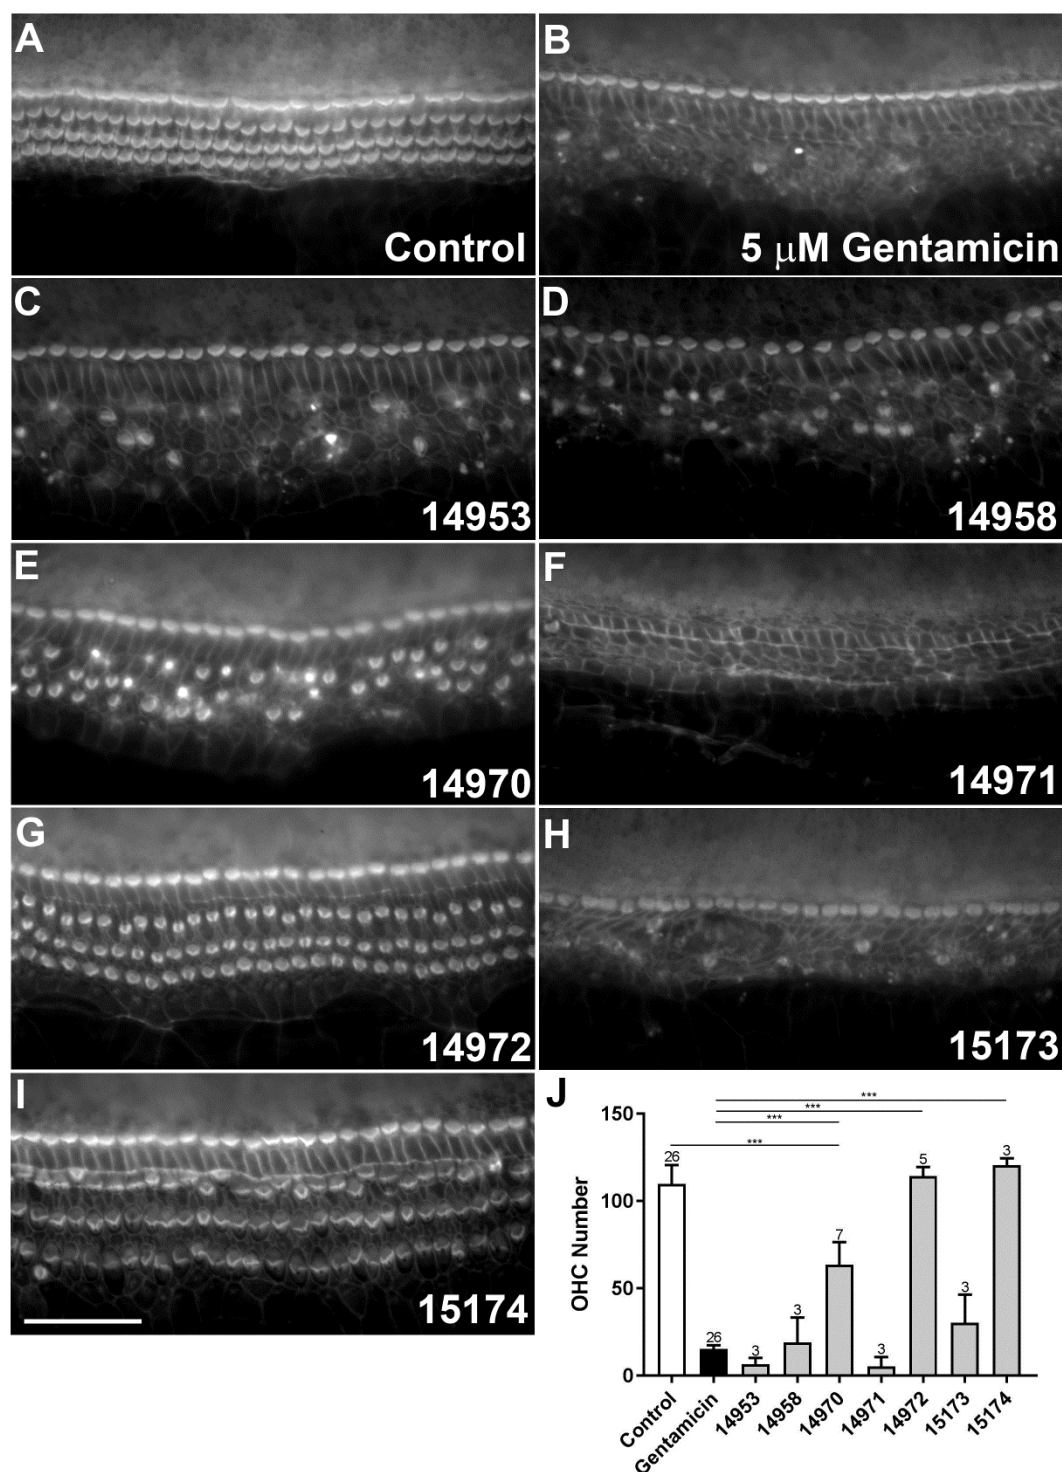 A
Control
B
5 μM Gentamicin
C
14953
D
14958
E
14970
F
14971
G
14972
H
15173
I
15174
J
***
***
***
***
150
100
50
0
OHC Number
26
26
3
3
7
3
5
3
3
Control
Gentamicin
14953
14958
14970
14971
14972
15173
15174